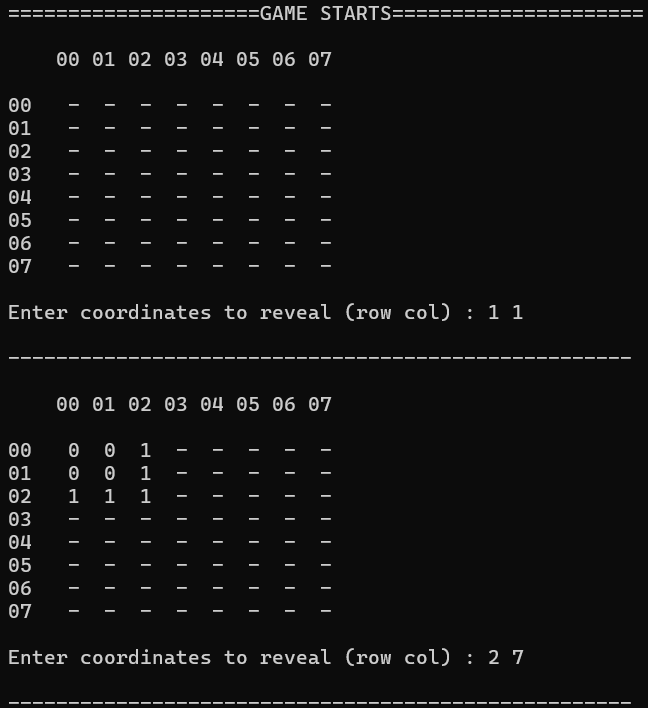 =====================GAME STARTS=====================
00 01 02 03 04 05 06 07
00 - - - - - - - -
01 - - - - - - - -
02 - - - - - - - -
03 - - - - - - - -
04 - - - - - - - -
05 - - - - - - - -
06 - - - - - - - -
07 - - - - - - - -
Enter coordinates to reveal (row col) : 1 1
----------------------------------------------------
00 01 02 03 04 05 06 07
00 0 0 1 - - - - -
01 0 0 1 - - - - -
02 1 1 1 - - - - -
03 - - - - - - - -
04 - - - - - - - -
05 - - - - - - - -
06 - - - - - - - -
07 - - - - - - - -
Enter coordinates to reveal (row col) : 2 7
----------------------------------------------------